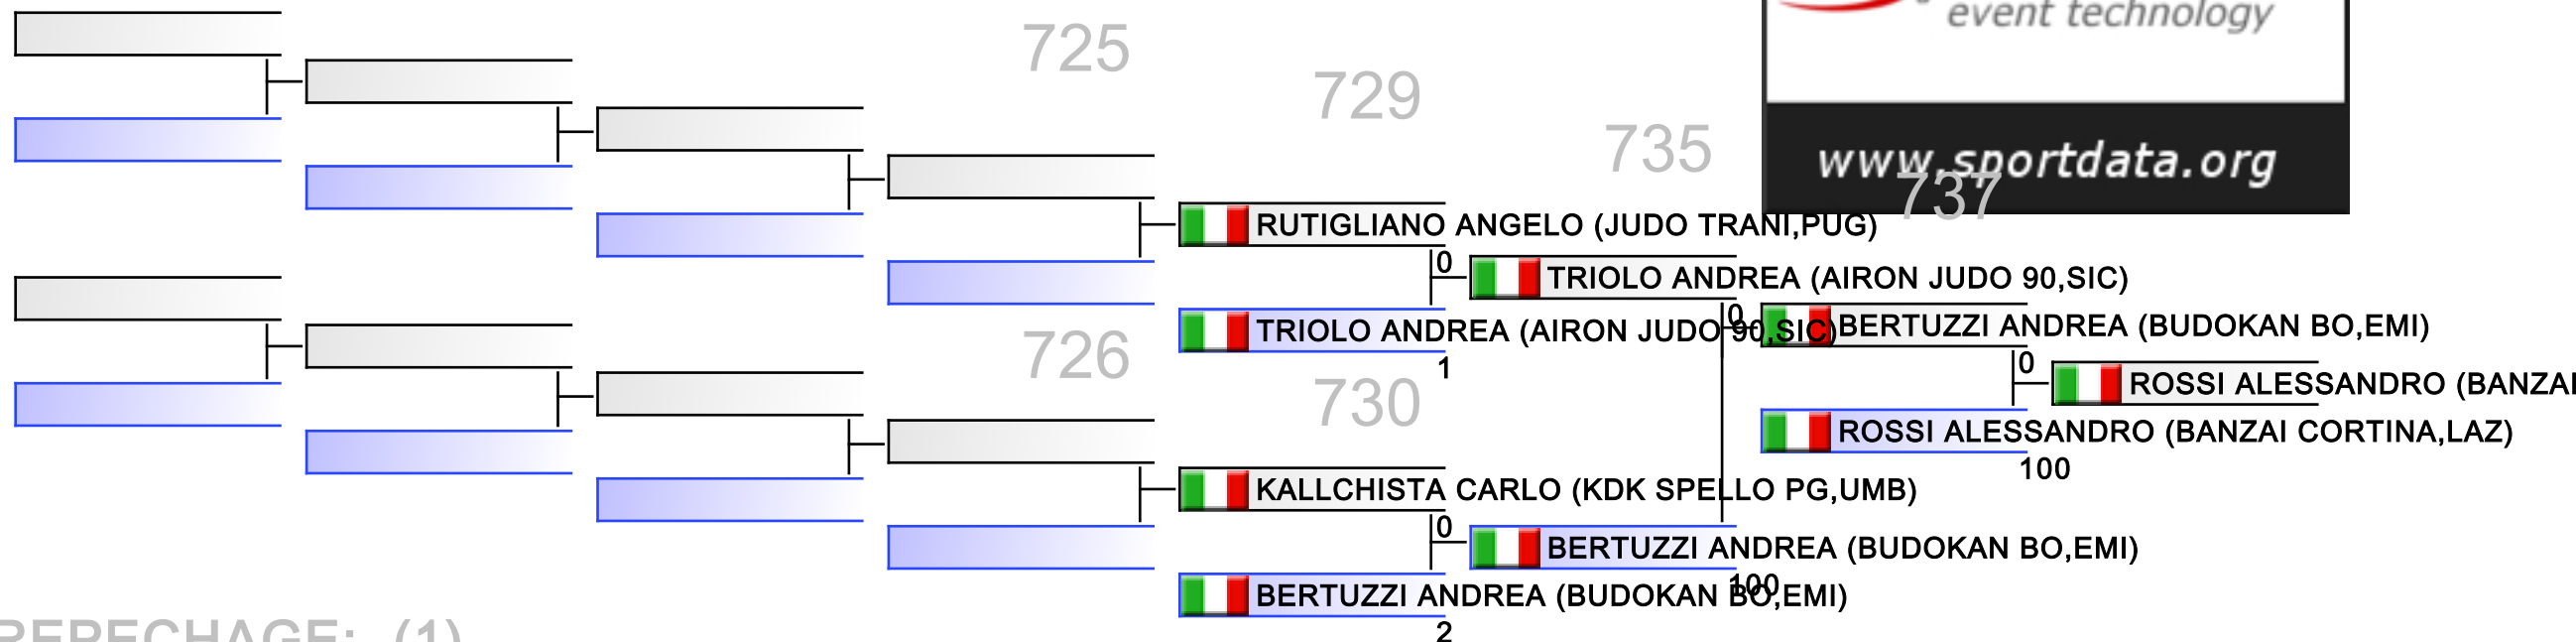 event technology
725
729
735
www.sportdata.org
737
RUTIGLIANO ANGELO (JUDO TRANI,PUG)
0
TRIOLO ANDREA (AIRON JUDO 90,SIC)
0
BERTUZZI ANDREA (BUDOKAN BO,EMI)
TRIOLO ANDREA (AIRON JUDO 90,SIC)
1
726
0
ROSSI ALESSANDRO (BANZAI
730
ROSSI ALESSANDRO (BANZAI CORTINA,LAZ)
100
KALLCHISTA CARLO (KDK SPELLO PG,UMB)
0
BERTUZZI ANDREA (BUDOKAN BO,EMI)
100
BERTUZZI ANDREA (BUDOKAN BO,EMI)
2
REPECHAGE: (1)